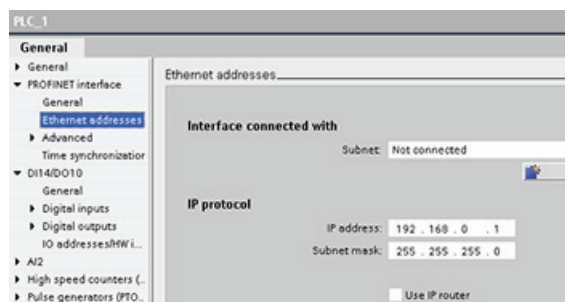 PLC_1
General
General
PROFINET interface
General
Ethernet addresses
Advanced
Time synchronization
DI14/DO10
General
Digital inputs
Digital outputs
IO addresses/HW i...
AI2
High speed counters (...
Pulse generators (PTO...
Ethernet addresses
Interface connected with
Subnet: Not connected
IP protocol
IP address: 192 . 168 . 0 . 1
Subnet mask: 255 . 255 . 255 . 0
Use IP router